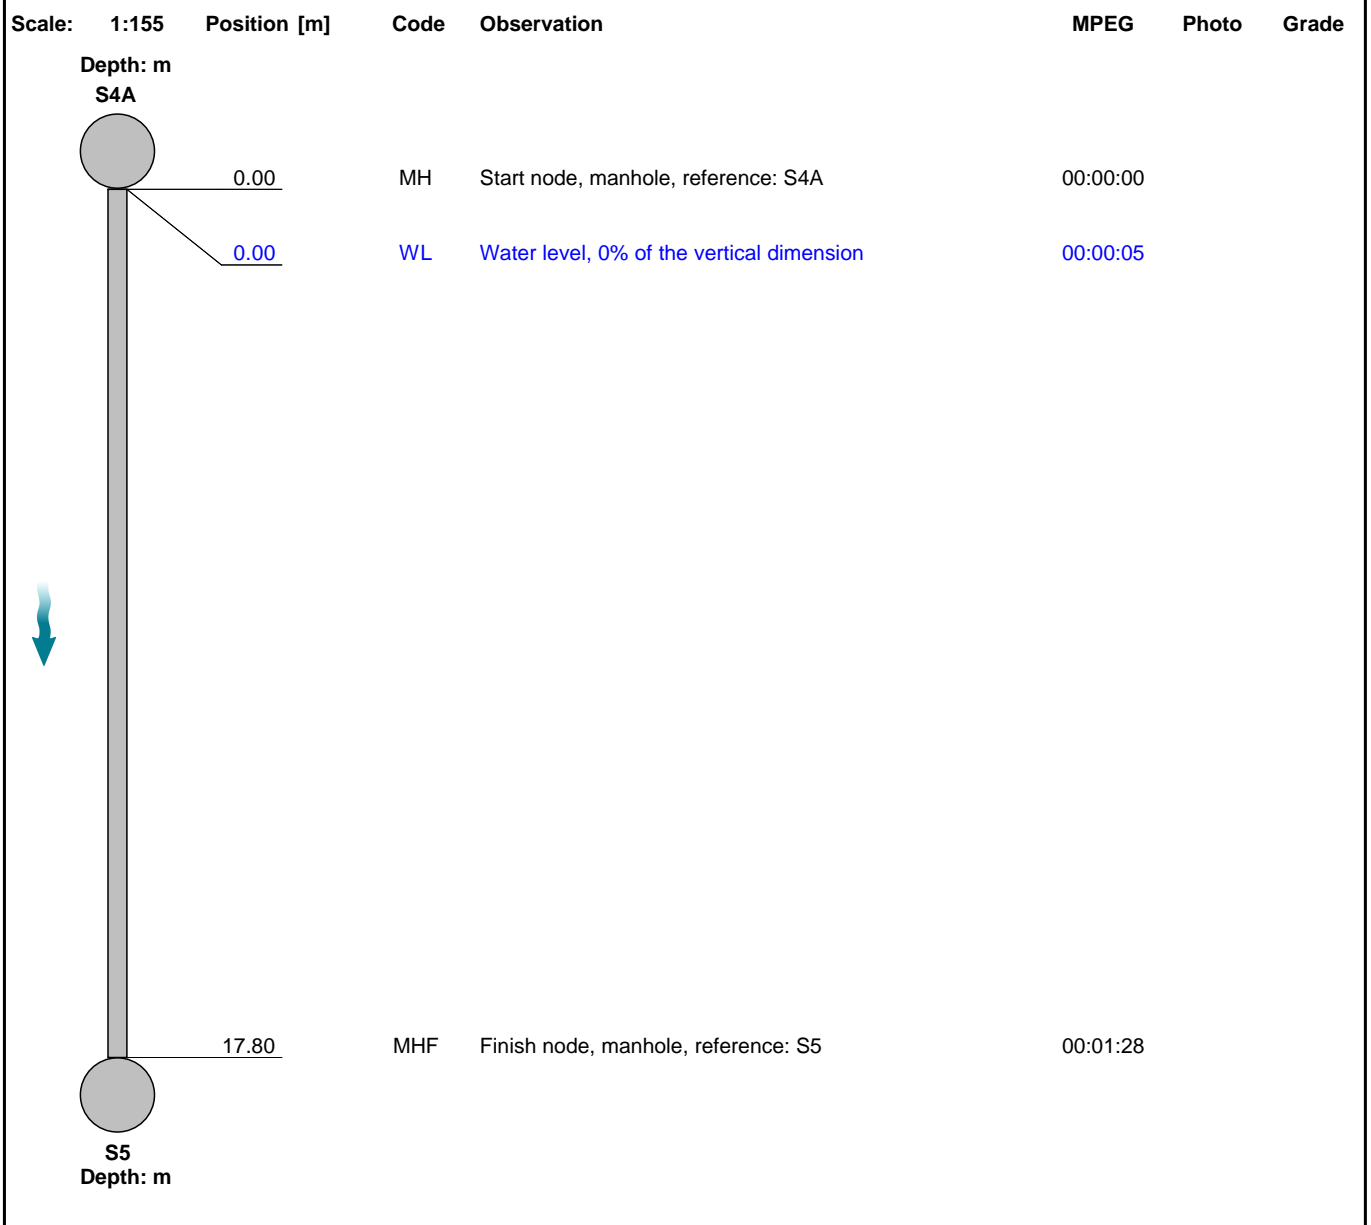 Scale: 1:155 Position [m] Code Observation MPEG Photo Grade
Depth: m
S4A
0.00 MH Start node, manhole, reference: S4A 00:00:00
0.00 WL Water level, 0% of the vertical dimension 00:00:05
17.80 MHF Finish node, manhole, reference: S5 00:01:28
S5
Depth: m